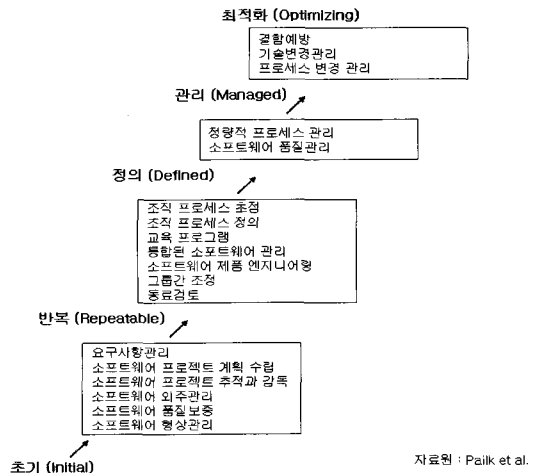 최적화 (Optimizing)
결함예방
기술변경관리
프로세스 변경 관리
관리 (Managed)
정량적 프로세스 관리
소프트웨어 품질관리
정의 (Defined)
조직 프로세스 초점
조직 프로세스 정의
교육 프로그램
통합된 소포트웨어 관리
소프트웨어 제품 엔지니어링
그룹간 조정
동료검토
반복 (Repeatable)
요구사항관리
소프트웨어 프로젝트 계획 수립
소프트웨어 프로젝트 추적과 감독
소프트웨어 외주관리
소프트웨어 품질보증
소프트웨어 형상관리
초기 (Initial)
자료원 : Pailk et al.